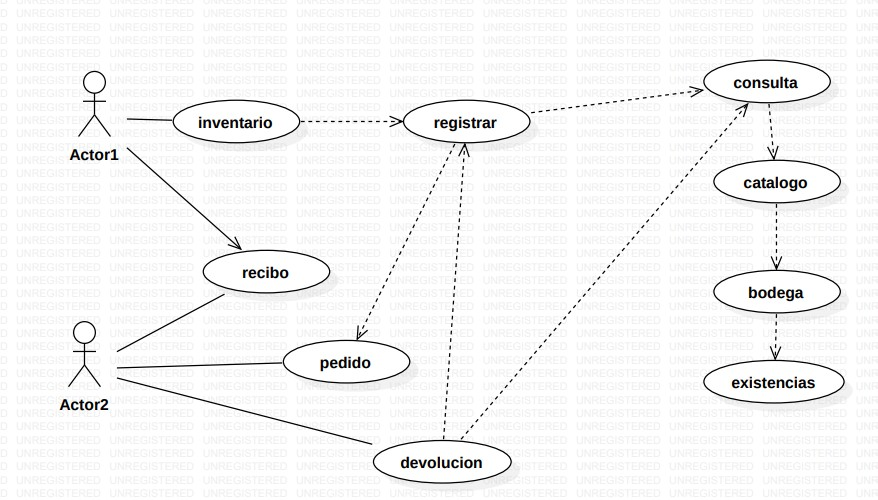 consulta
inventario
registrar
Actor1
catalogo
recibo
bodega
pedido
existencias
Actor2
devolucion
UNREGISTERED